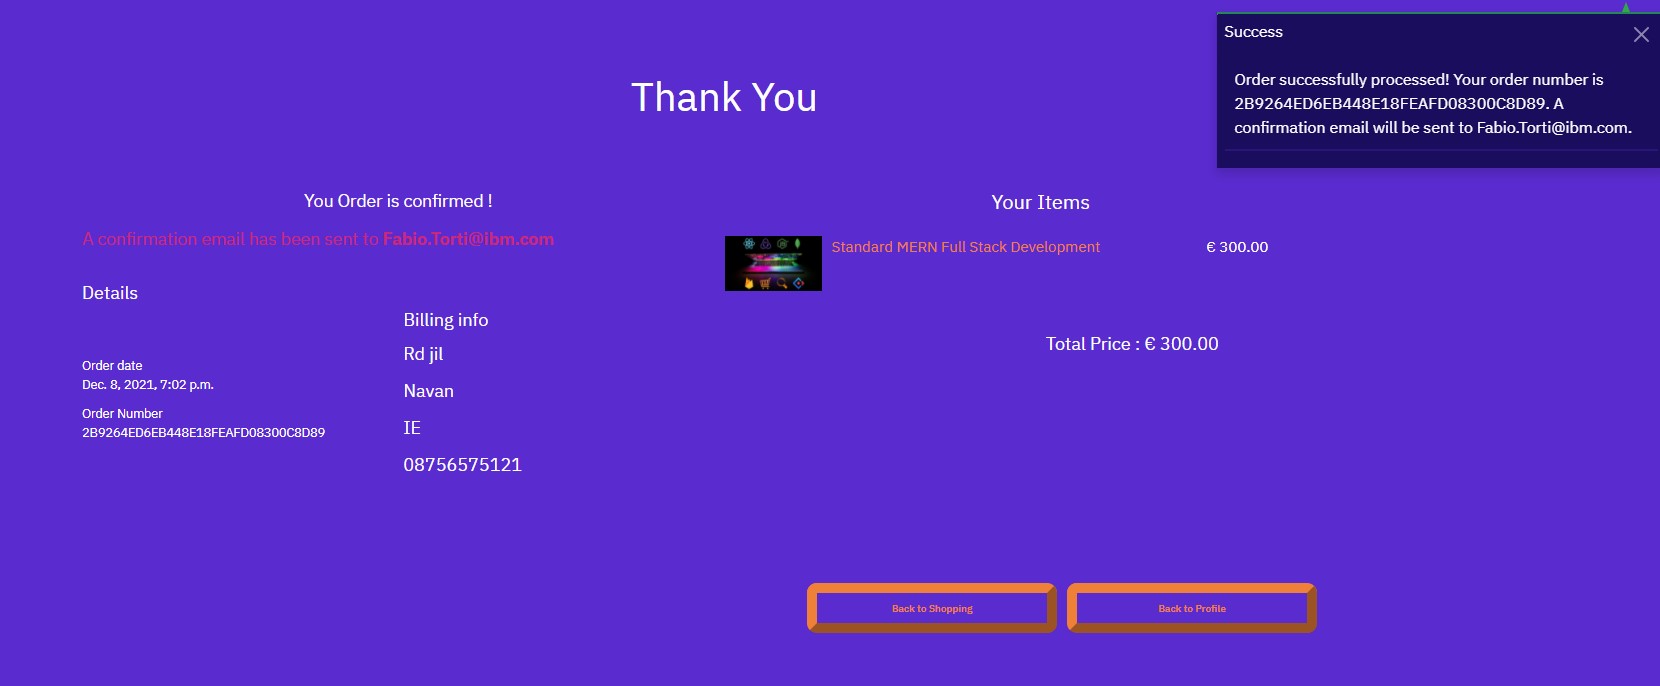 Success
Order successfully processed! Your order number is
2B9264ED6EB448E18FEAFD08300C8D89. A
confirmation email will be sent to Fabio.Torti@ibm.com.
Thank You
You Order is confirmed !
A confirmation email has been sent to Fabio.Torti@ibm.com
Details
Order date
Dec. 8, 2021, 7:02 p.m.
Order Number
2B9264ED6EB448E18FEAFD08300C8D89
Billing info
Rd jil
Navan
IE
08756575121
Your Items
Standard MERN Full Stack Development € 300.00
Total Price : € 300.00
Back to Shopping
Back to Profile